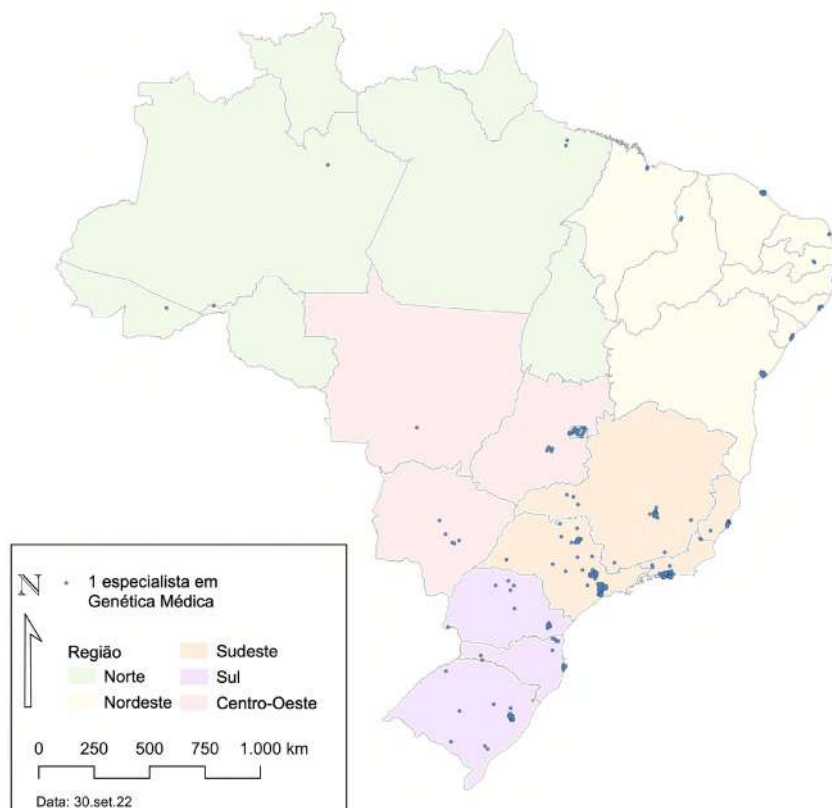 N
1 especialista em
Genética Médica
Região
Norte
Nordeste
Sudeste
Sul
Centro-Oeste
0 250 500 750 1.000 km
Data: 30.set.22